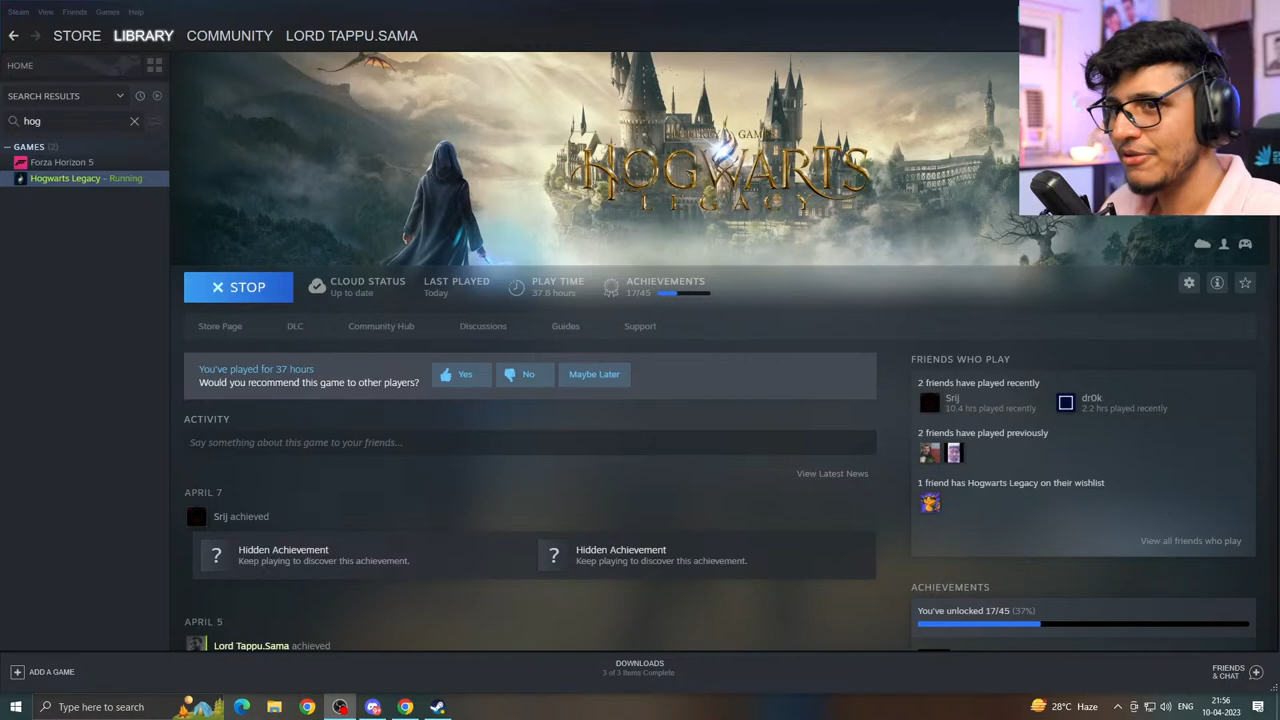 Steam View Friends Games Help
STORE LIBRARY COMMUNITY LORD TAPPU.SAMA
HOME
SEARCH RESULTS
hog
GAMES (2)
Forza Horizon 5
Hogwarts Legacy - Running
GAMES
HOGWARTS
LEGACY
STOP
CLOUD STATUS
Up to date
LAST PLAYED
Today
PLAY TIME
37.8 hours
ACHIEVEMENTS
17/45
Store Page DLC Community Hub Discussions Guides Support
You've played for 37 hours
Would you recommend this game to other players?
Yes No Maybe Later
ACTIVITY
Say something about this game to your friends...
View Latest News
APRIL 7
Srij achieved
Hidden Achievement
Keep playing to discover this achievement.
Hidden Achievement
Keep playing to discover this achievement.
APRIL 5
Lord Tappu.Sama achieved
FRIENDS WHO PLAY
2 friends have played recently
Srij
10.4 hrs played recently
dr0k
2.2 hrs played recently
2 friends have played previously
1 friend has Hogwarts Legacy on their wishlist
View all friends who play
ACHIEVEMENTS
You've unlocked 17/45 (37%)
ADD A GAME
DOWNLOADS
3 of 3 Items Complete
FRIENDS
& CHAT
Type here to search
28°C Haze
ENG
21:56
10-04-2023